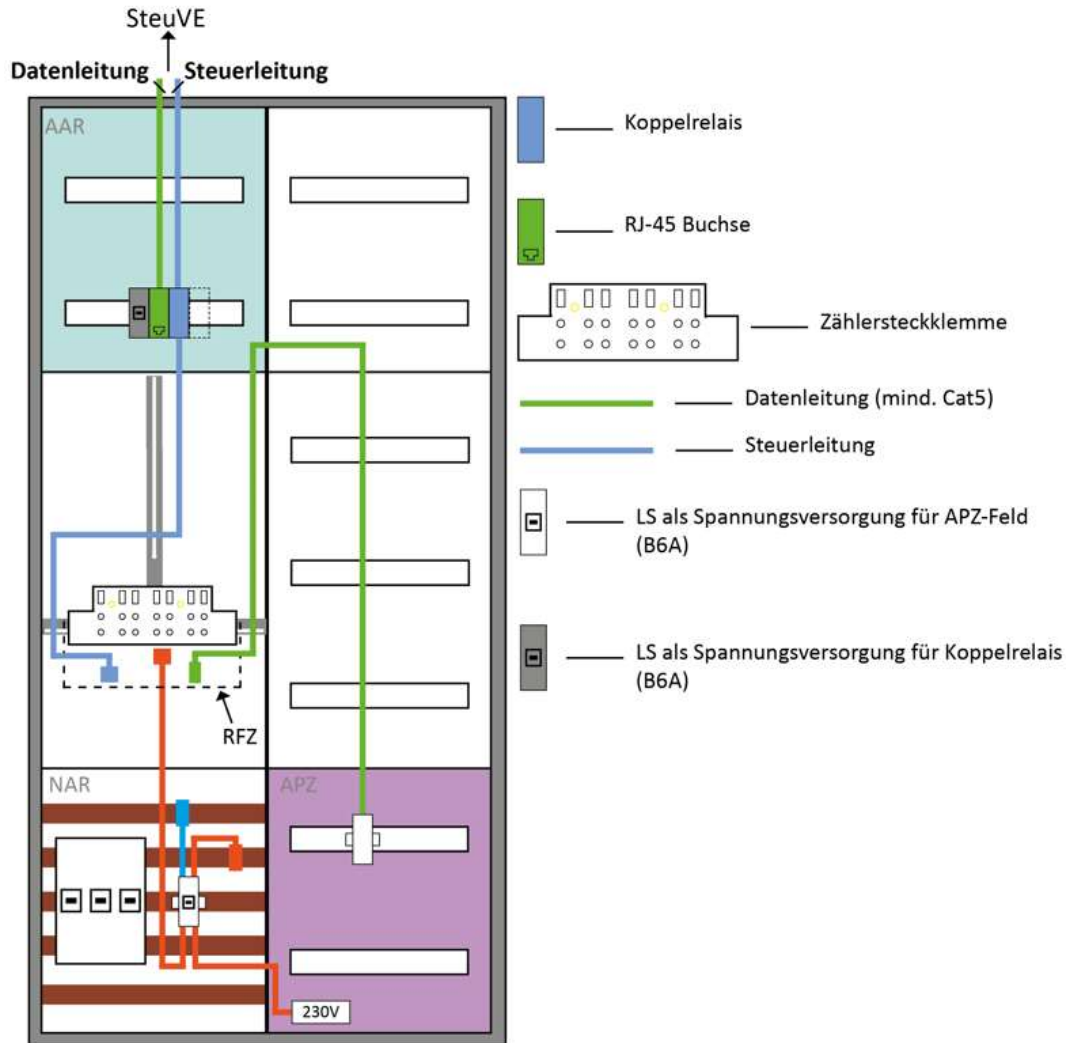 SteuVE
Datenleitung Steuerleitung
AAR
Koppelrelais
RJ-45 Buchse
Zählersteckklemme
Datenleitung (mind. Cat5)
Steuerleitung
LS als Spannungsversorgung für APZ-Feld
(B6A)
LS als Spannungsversorgung für Koppelrelais
(B6A)
RFZ
NAR
APZ
230V